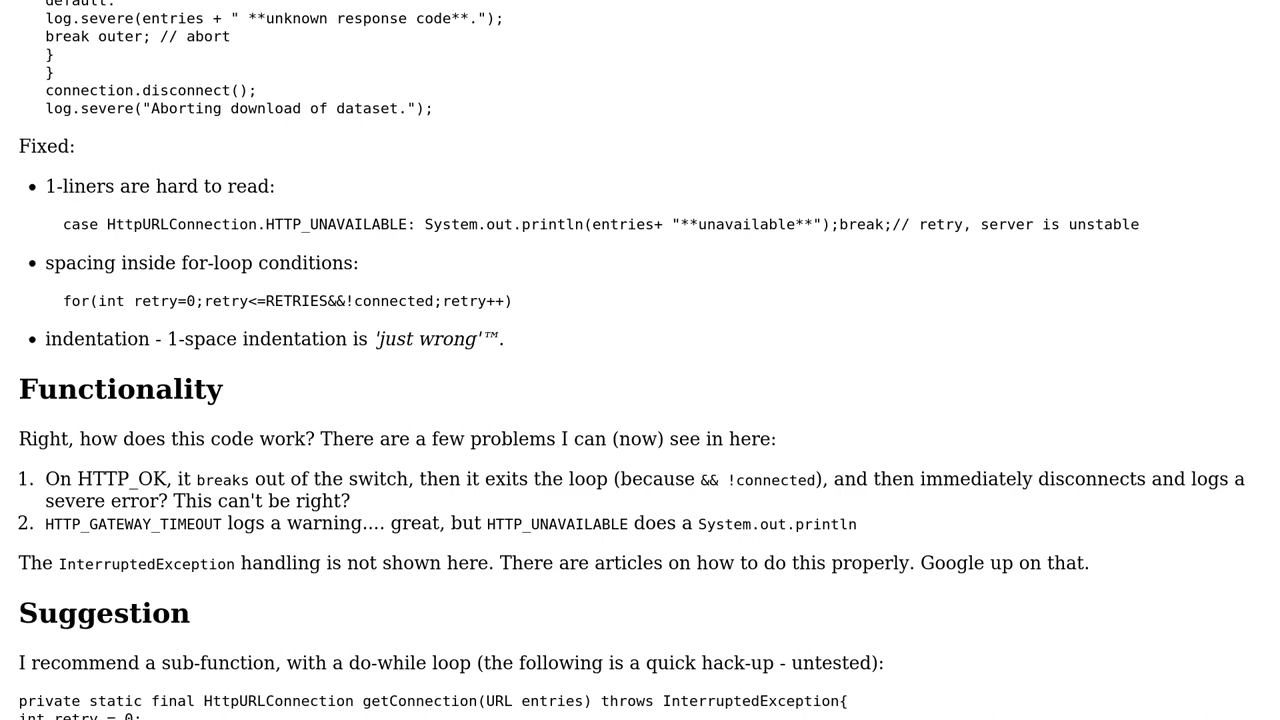 default:
log.severe(entries + " **unknown response code**.");
break outer; // abort
}
}
connection.disconnect();
log.severe("Aborting download of dataset.");
Fixed:
• 1-liners are hard to read:
case HttpURLConnection.HTTP_UNAVAILABLE: System.out.println(entries+ "**unavailable**");break;// retry, server is unstable
• spacing inside for-loop conditions:
for(int retry=0;retry<=RETRIES&&!connected;retry++)
• indentation - 1-space indentation is 'just wrong'™.
Functionality
Right, how does this code work? There are a few problems I can (now) see in here:
1. On HTTP_OK, it breaks out of the switch, then it exits the loop (because && !connected), and then immediately disconnects and logs a
severe error? This can't be right?
2. HTTP_GATEWAY_TIMEOUT logs a warning.... great, but HTTP_UNAVAILABLE does a System.out.println
The InterruptedException handling is not shown here. There are articles on how to do this properly. Google up on that.
Suggestion
I recommend a sub-function, with a do-while loop (the following is a quick hack-up - untested):
private static final HttpURLConnection getConnection(URL entries) throws InterruptedException{
int retry = 0;